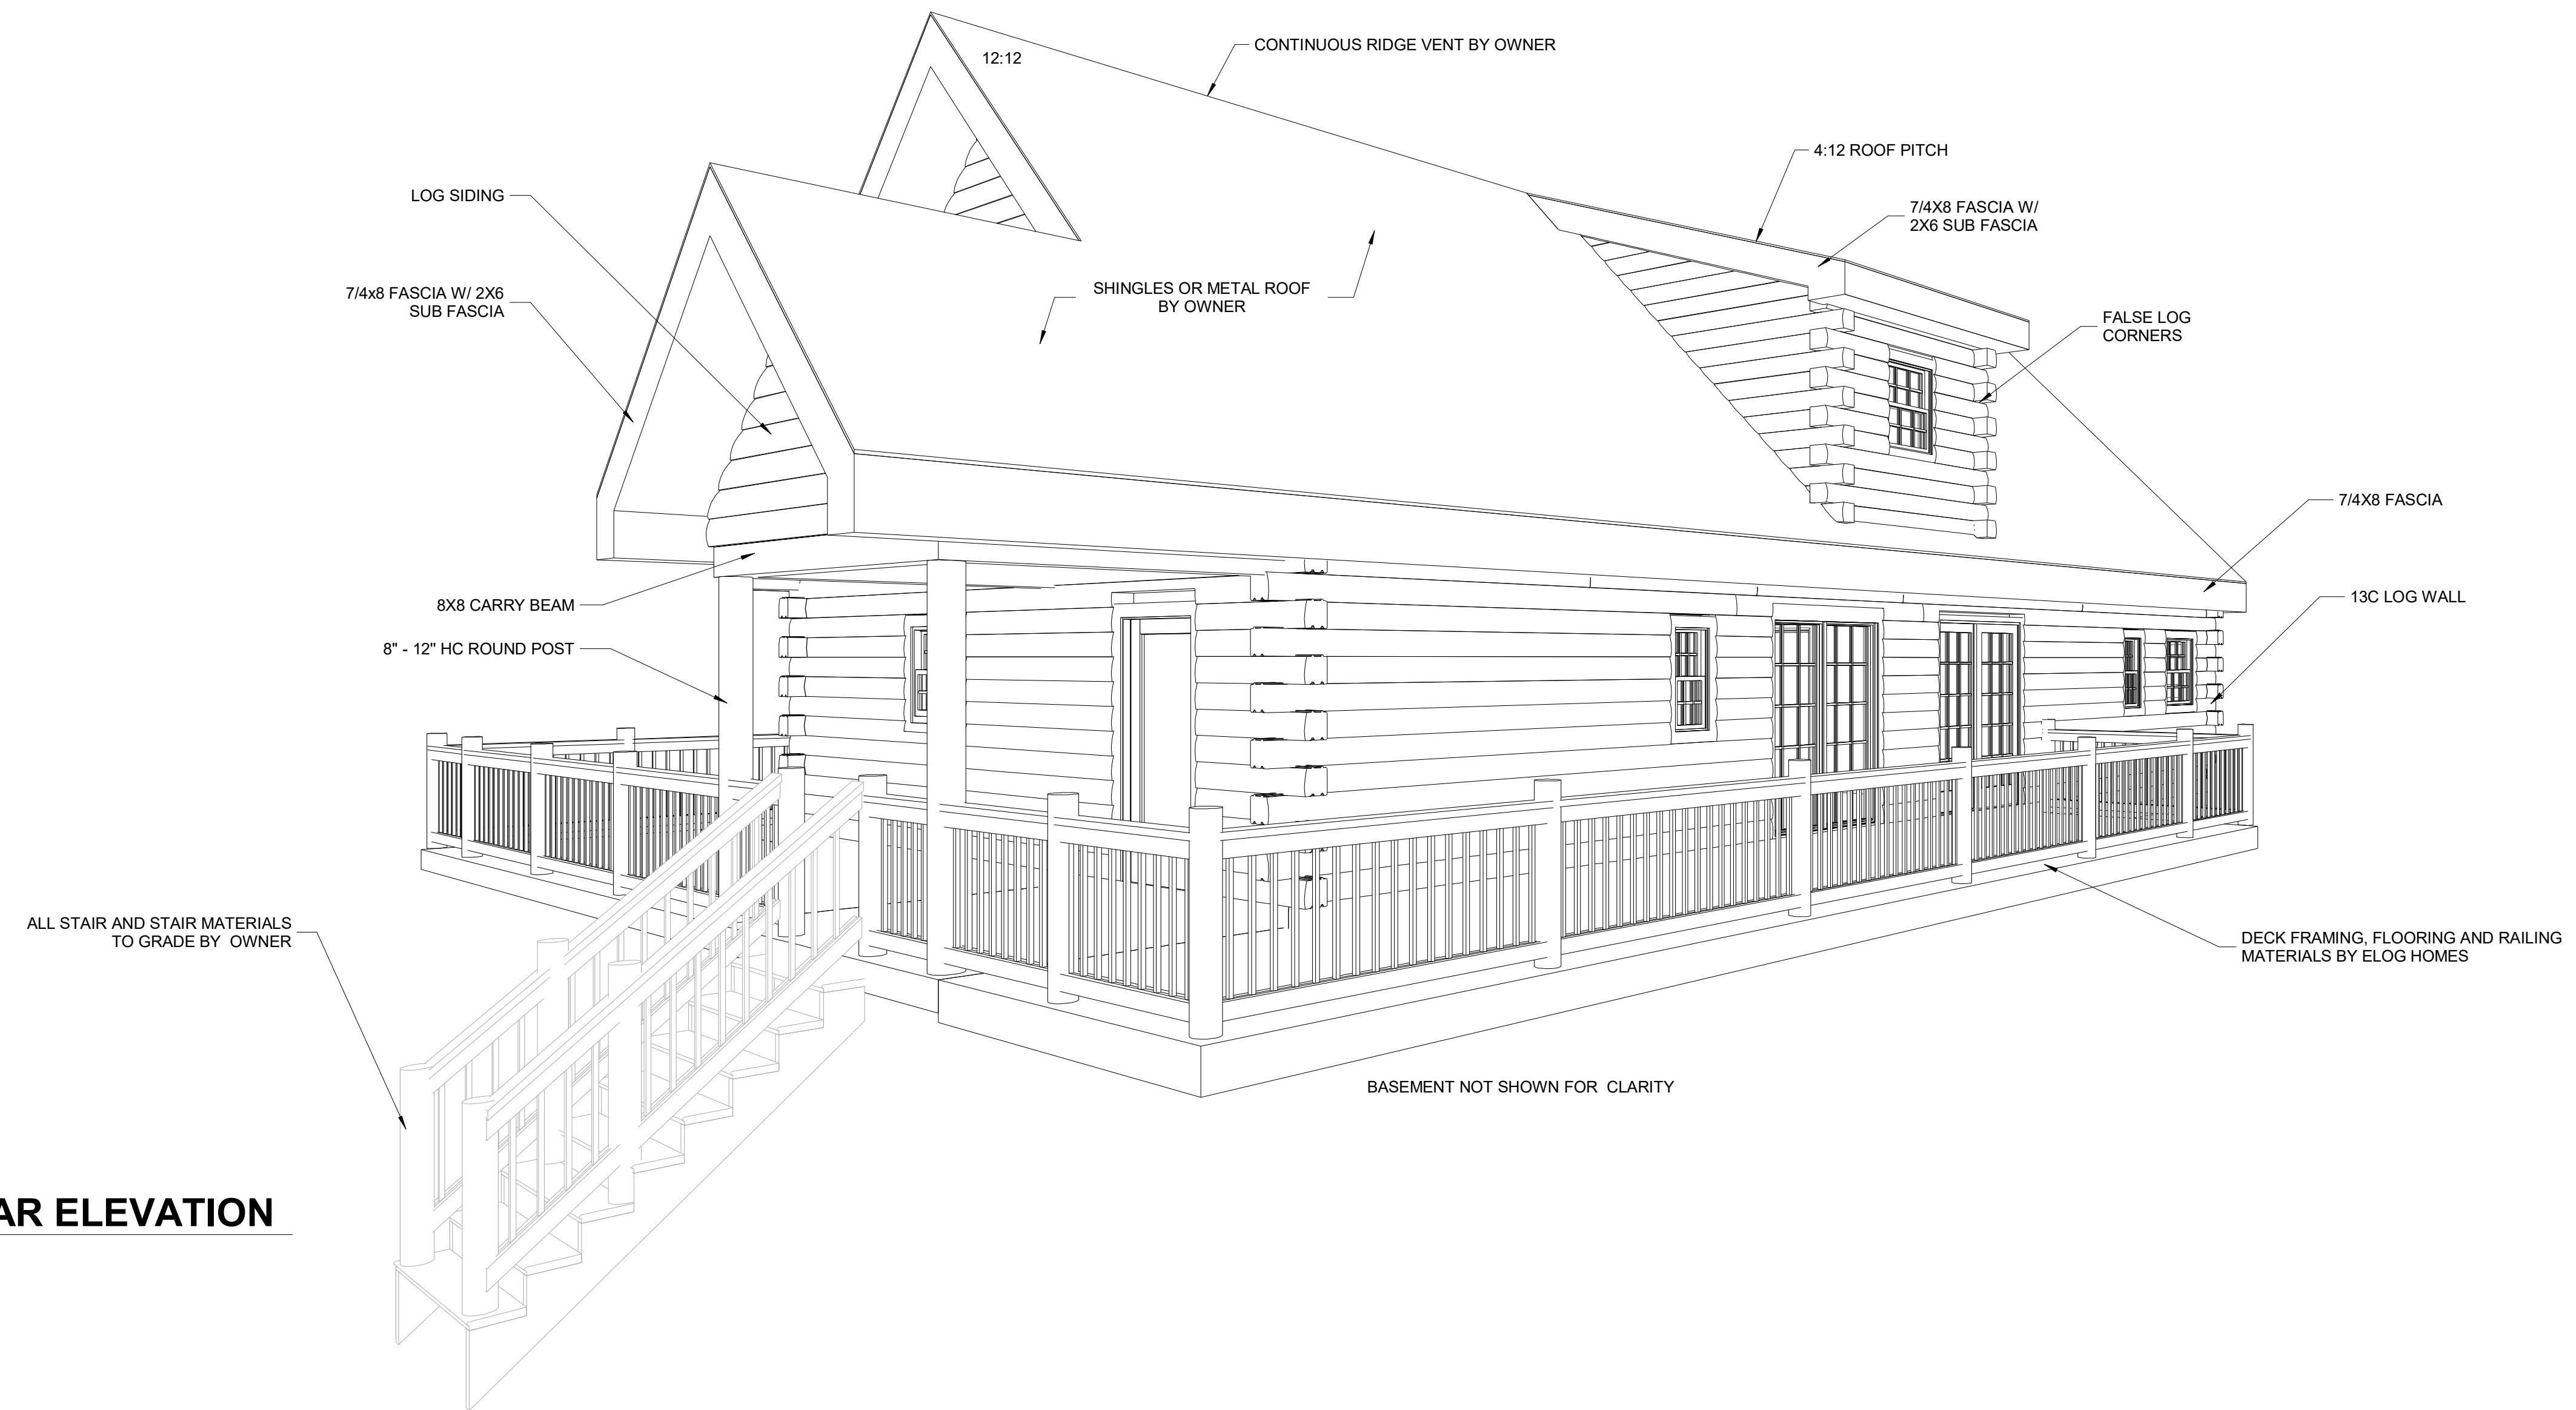 12:12
CONTINUOUS RIDGE VENT BY OWNER
4:12 ROOF PITCH
LOG SIDING
7/4X8 FASCIA W/
2X6 SUB FASCIA
7/4x8 FASCIA W/ 2X6
SUB FASCIA
SHINGLES OR METAL ROOF
BY OWNER
FALSE LOG
CORNERS
7/4X8 FASCIA
8X8 CARRY BEAM
13C LOG WALL
8" - 12" HC ROUND POST
ALL STAIR AND STAIR MATERIALS
TO GRADE BY OWNER
DECK FRAMING, FLOORING AND RAILING
MATERIALS BY ELOG HOMES
BASEMENT NOT SHOWN FOR CLARITY
AR ELEVATION